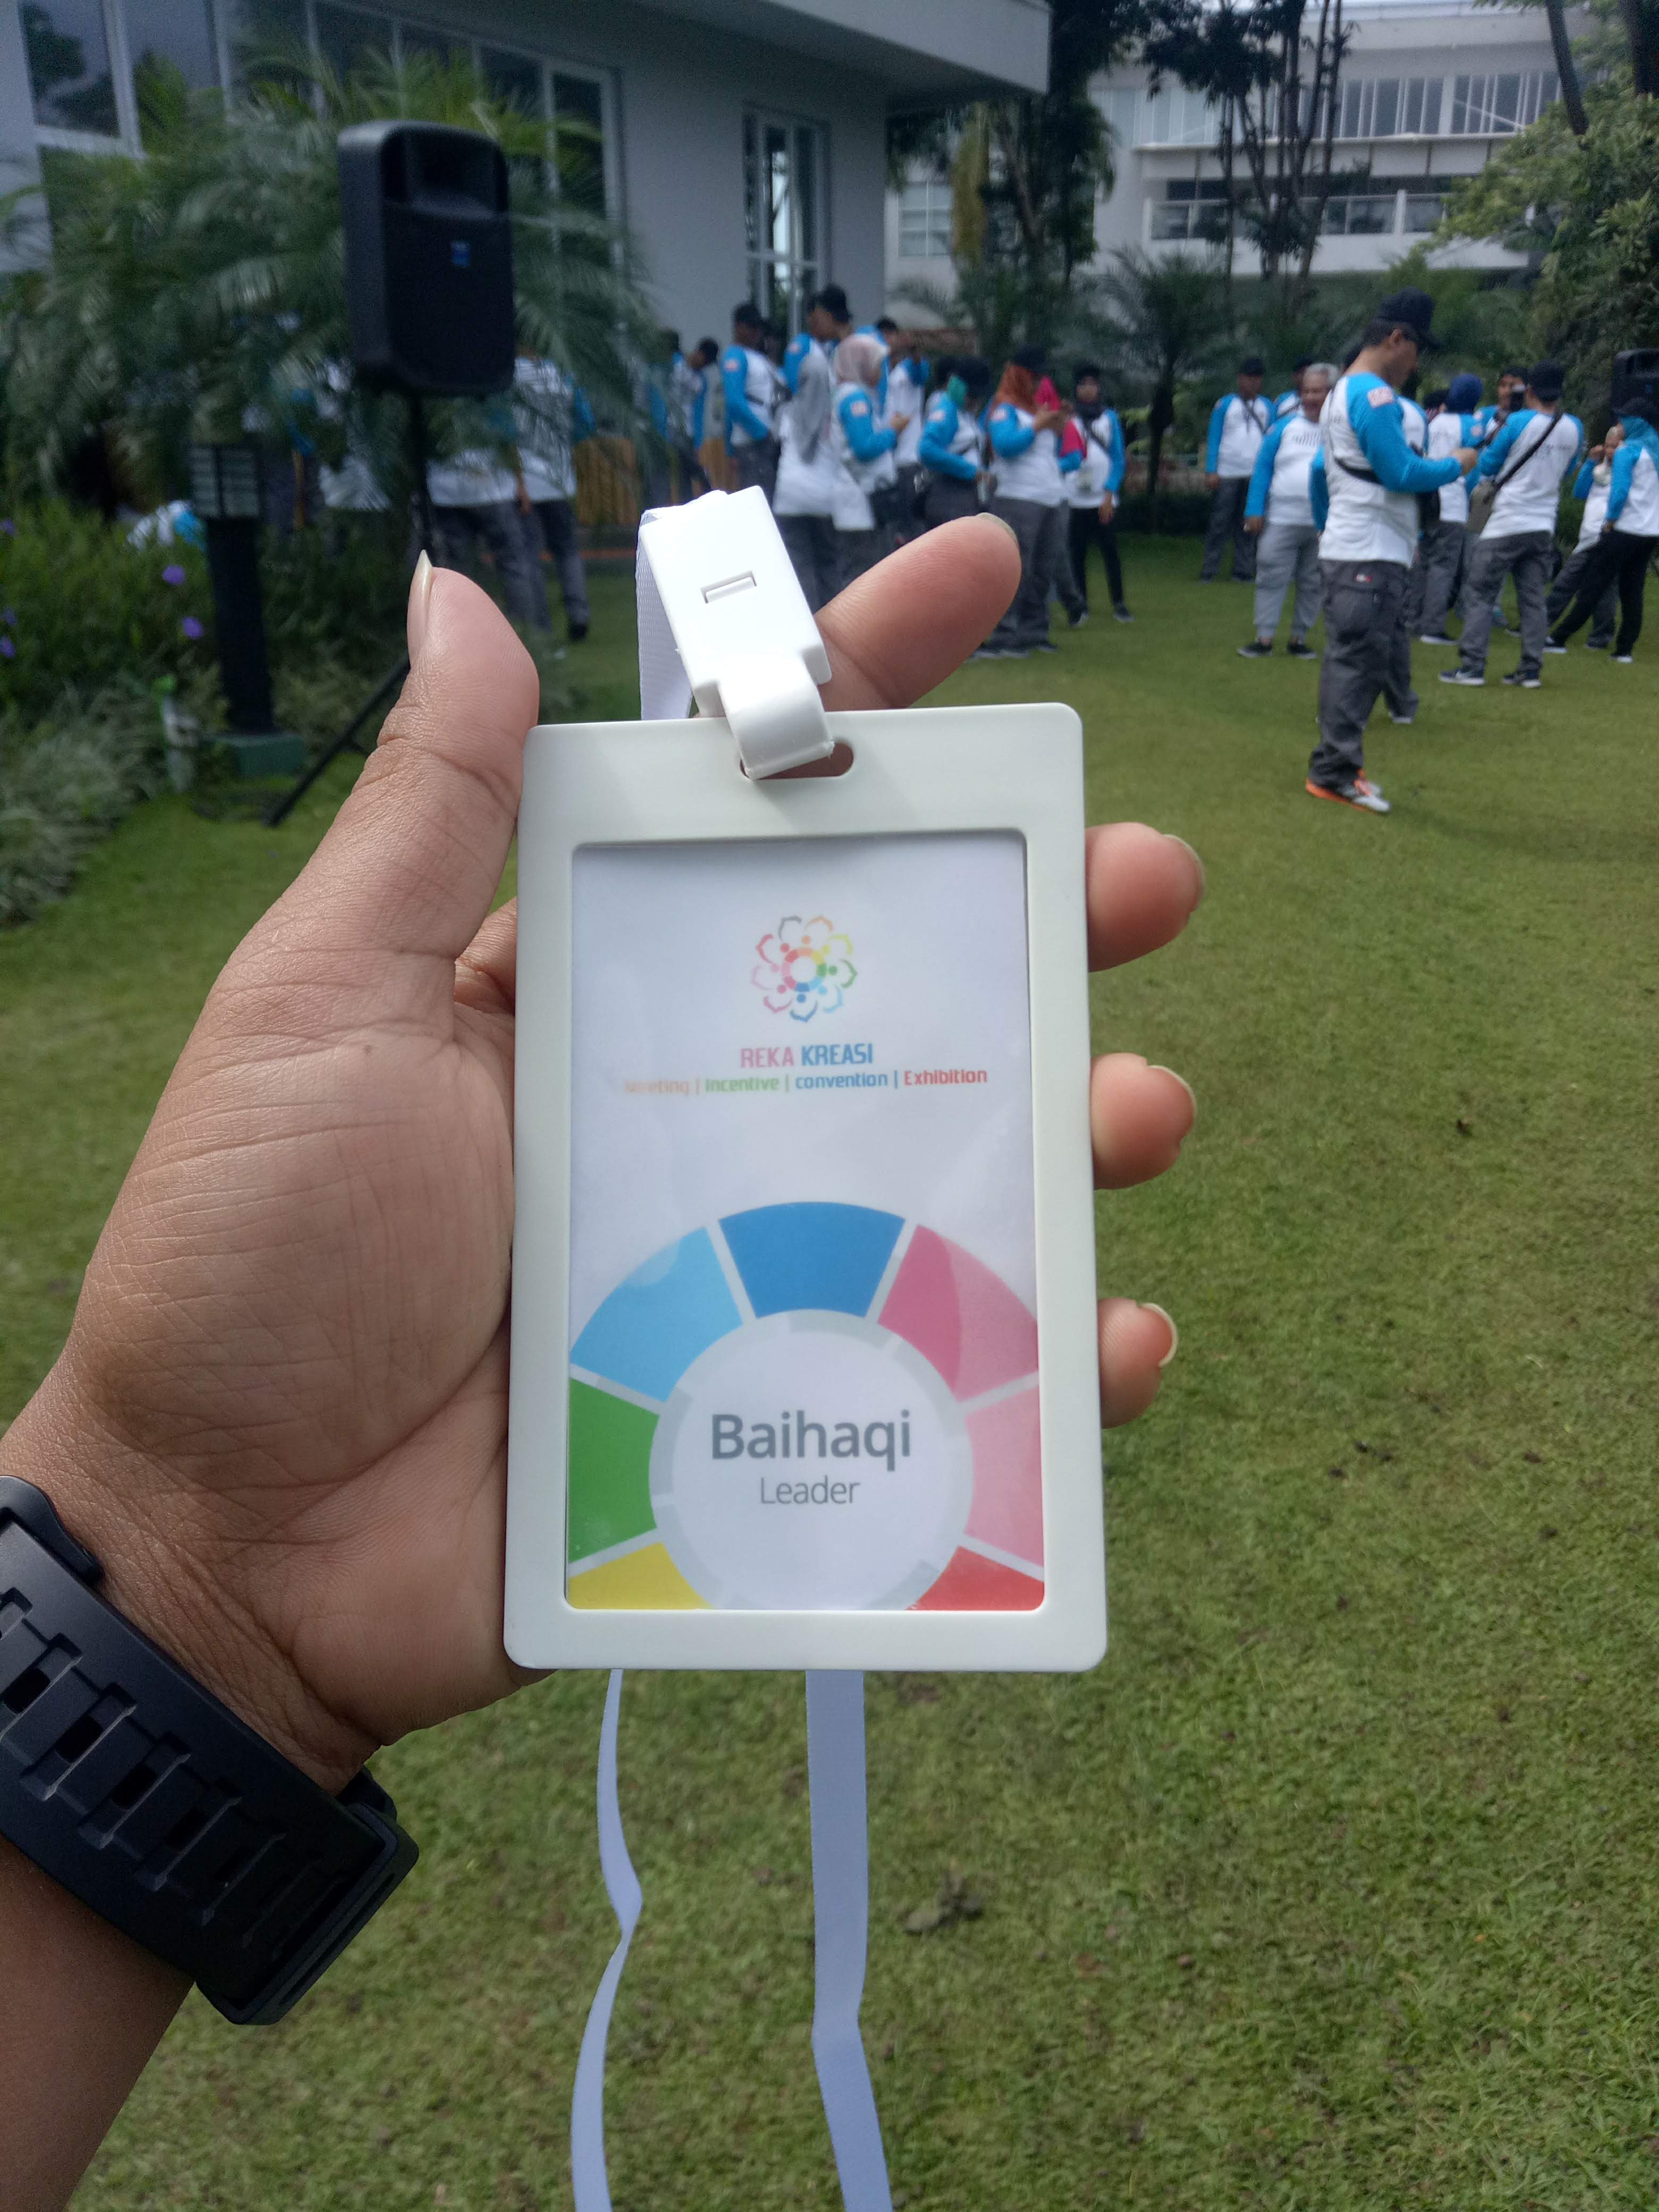 REKA KREASI
Meeting | Incentive | convention | Exhibition
Baihaqi
Leader